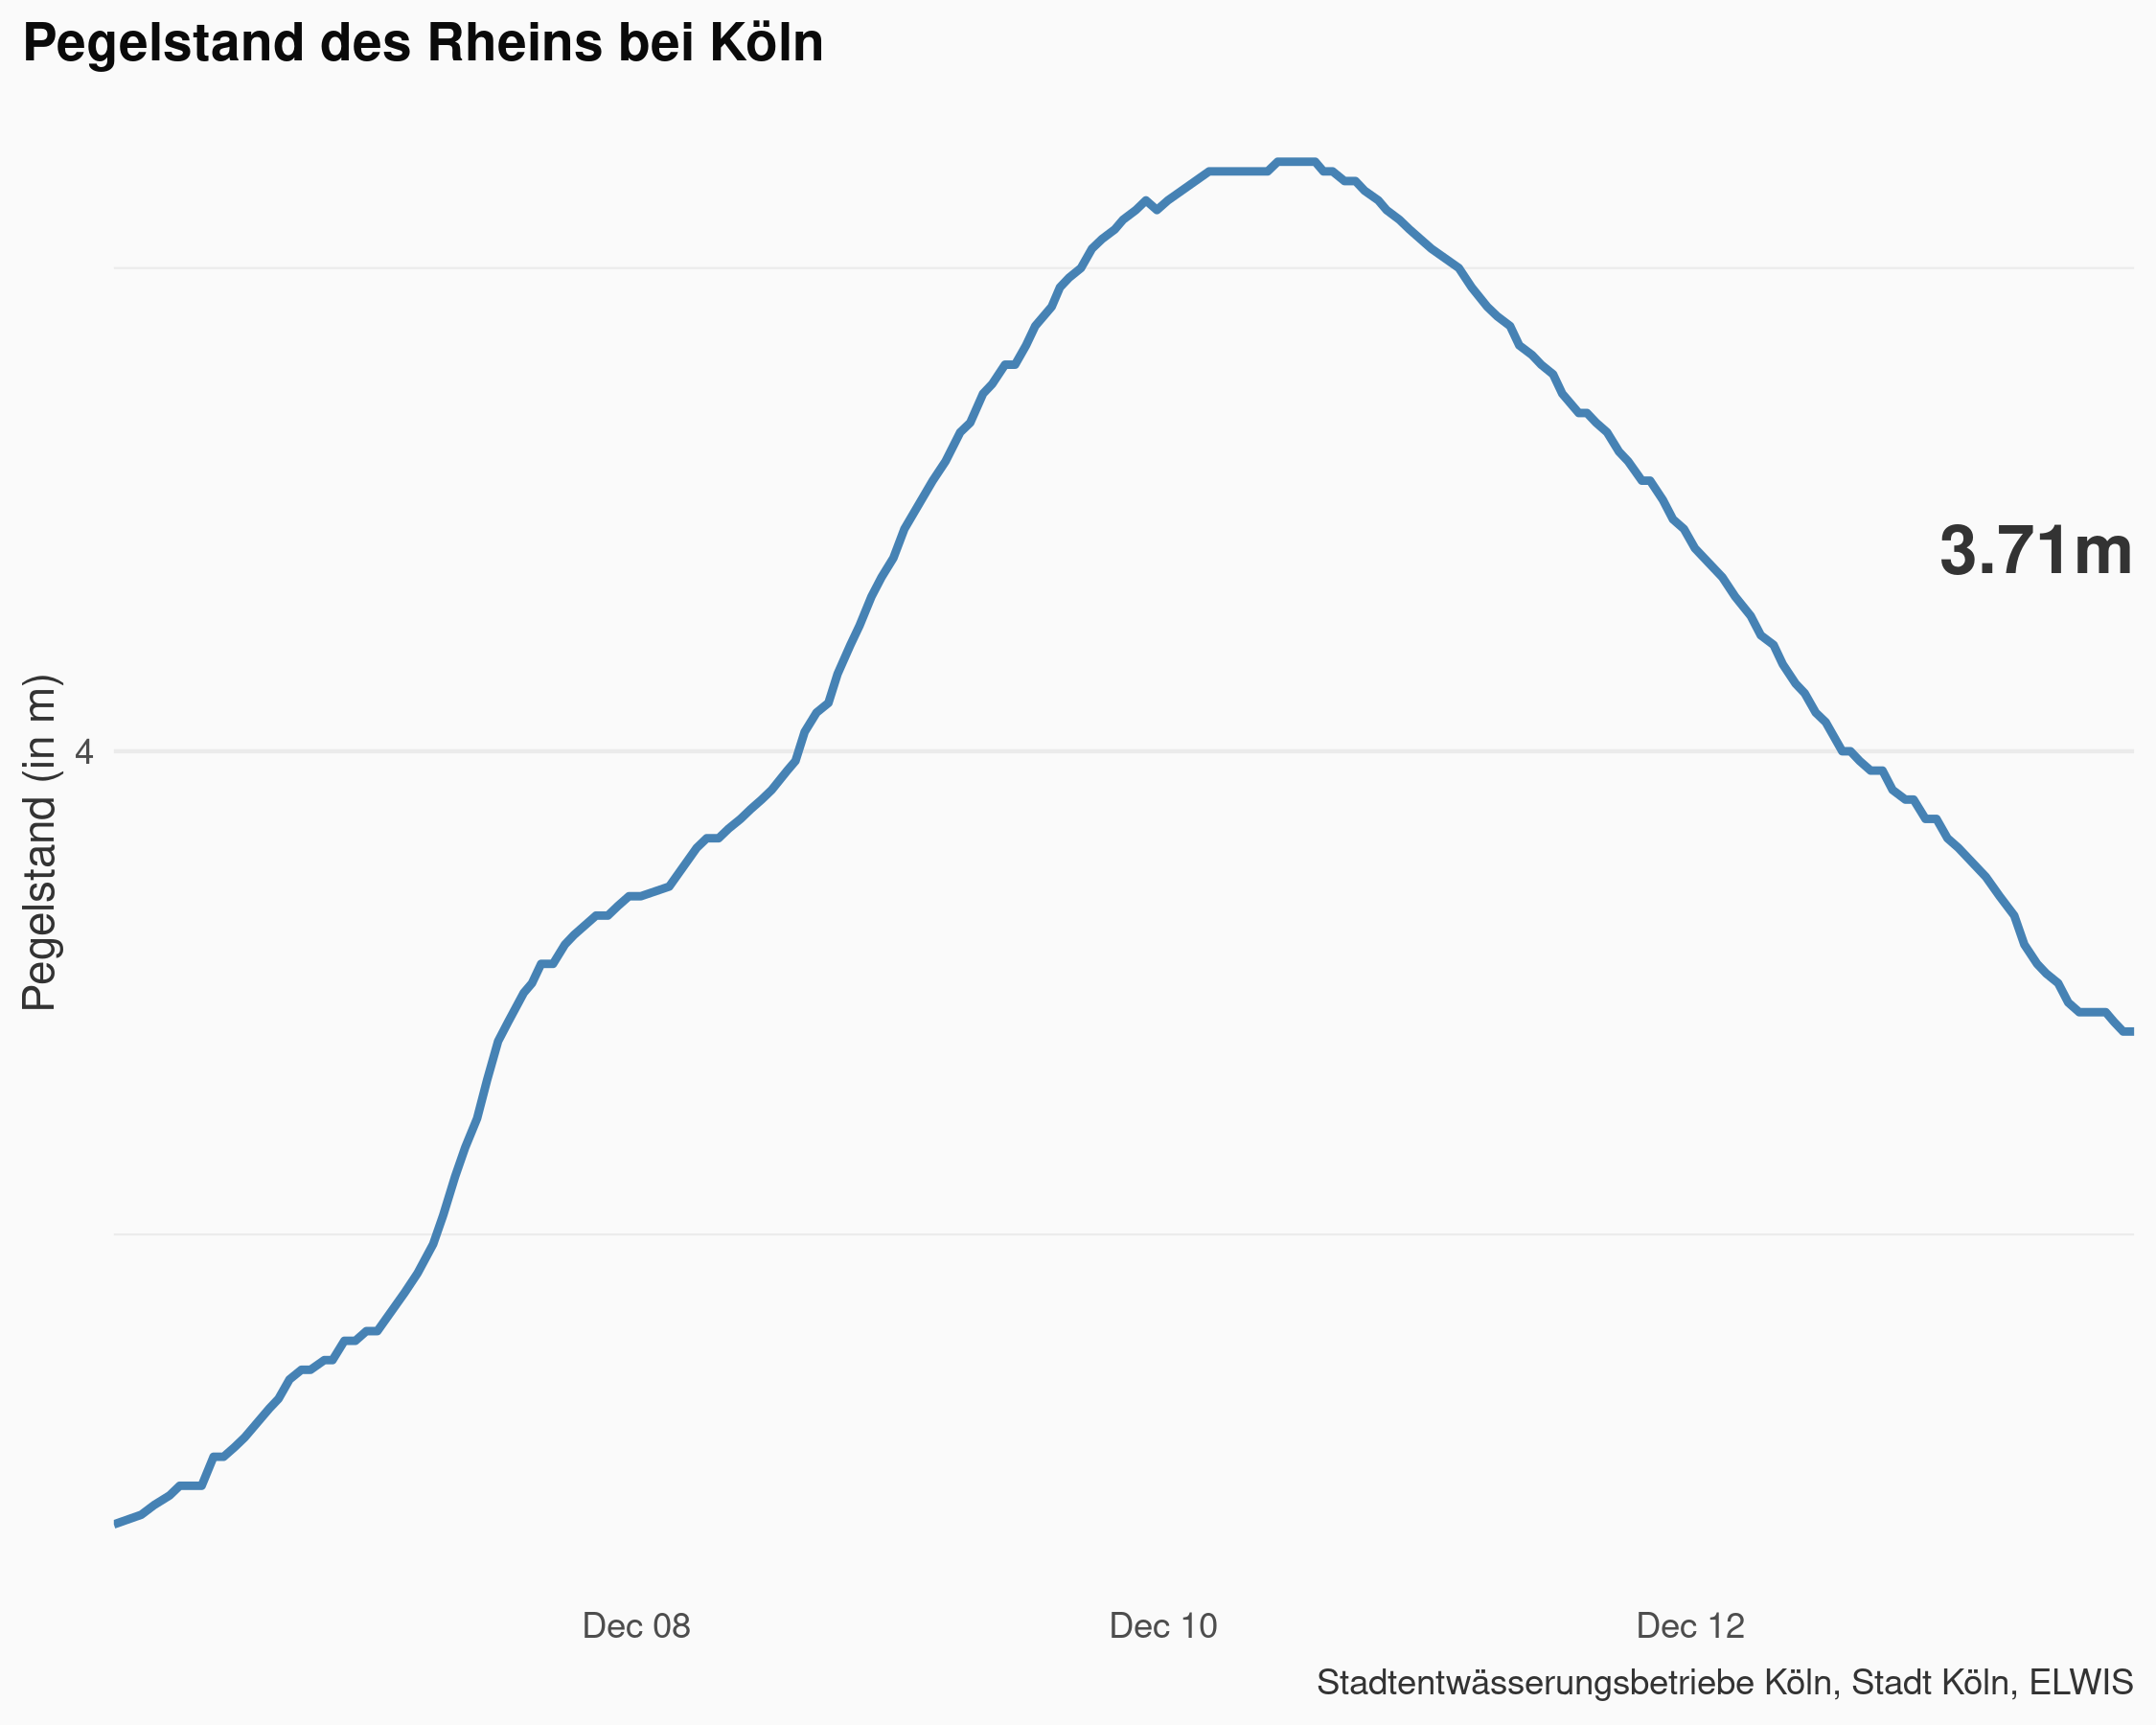 Pegelstand des Rheins bei Köln
3.71m
Pegelstand (in m)
4
Dec 08
Dec 10
Dec 12
Stadtentwässerungsbetriebe Köln, Stadt Köln, ELWIS